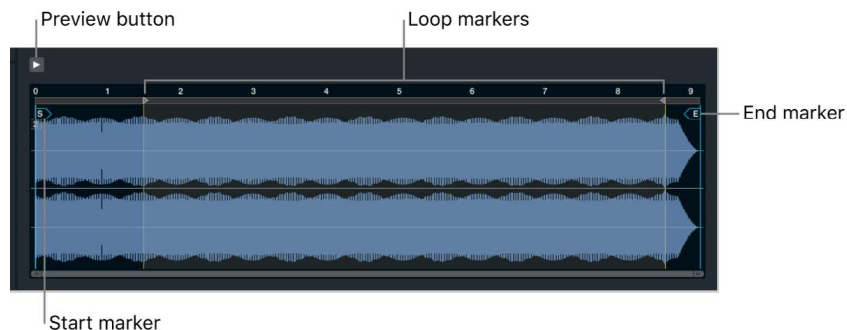 Preview button
Loop markers
0 1 2 3 4 5 6 7 8 9
S
E
End marker
Start marker